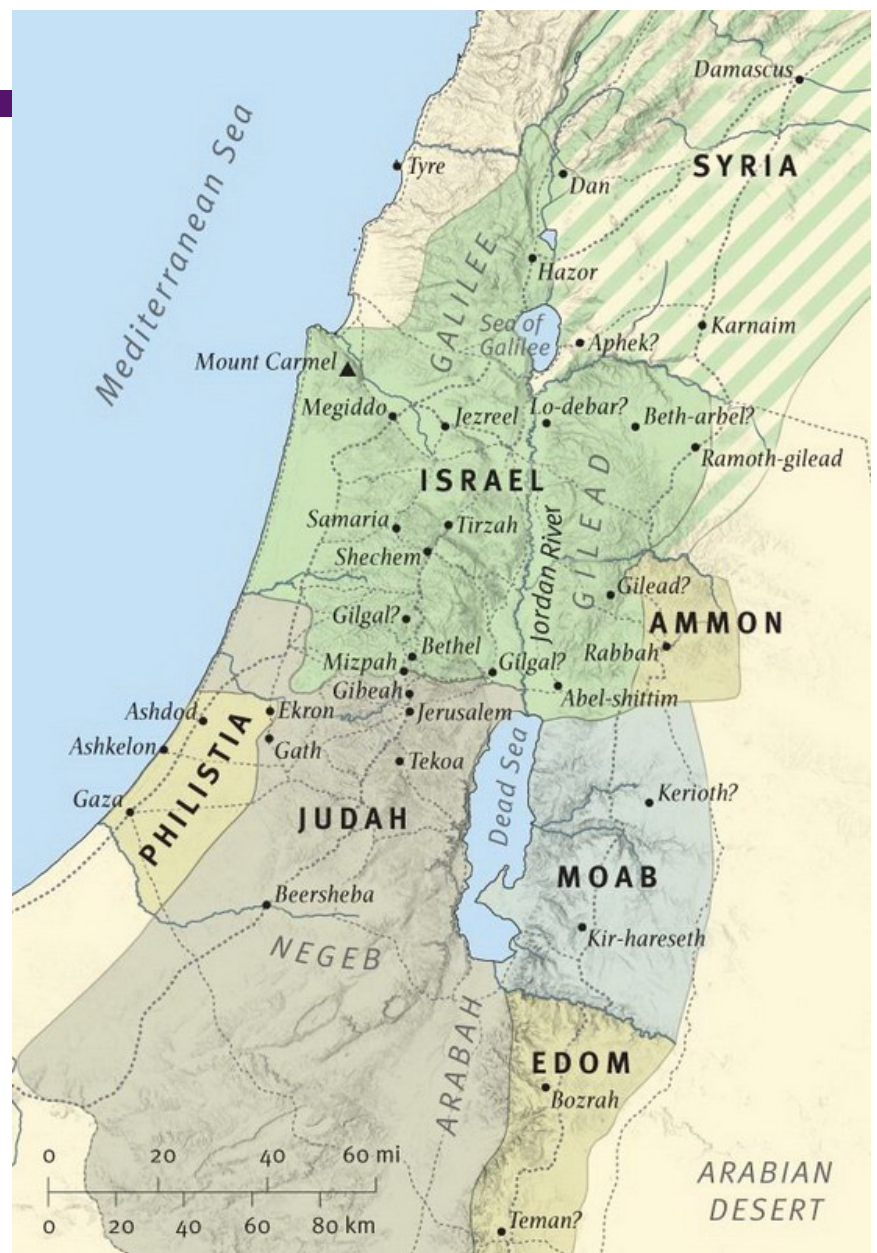 Damascus
Mediterranean Sea
Tyre
SYRIA
Dan
GALILEE
Hazor
Sea of
Galilee
Karnaim
Aphek?
Mount Carmel
Megiddo
Jezreel
Lo-debar?
Beth-arbel?
Ramoth-gilead
ISRAEL
GILEAD
Samaria
Tirzah
Shechem
Jordan River
Gilead?
Gilgal?
AMMON
Bethel
Rabbah
Mizpah
Gilgal?
Gibeah
Abel-shittim
Ashdod
Ekron
Jerusalem
Ashkelon
Gath
Tekoa
PHILISTIA
Dead Sea
Gaza
Kerioth?
JUDAH
MOAB
Beersheba
Kir-hareseth
NEGEB
ARABAH
EDOM
Bozrah
0 20 40 60 mi
0 20 40 60 80 km
ARABIAN
DESERT
Teman?